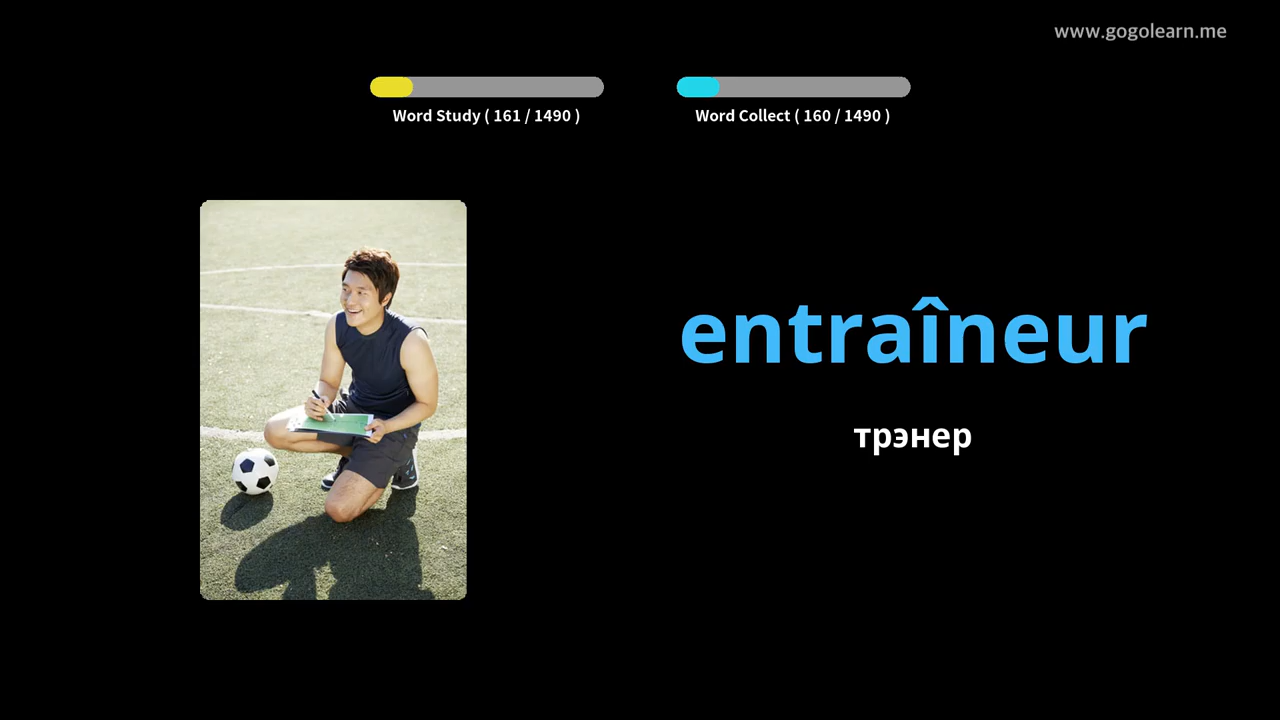 www.gogolearn.me
Word Study ( 161 / 1490 )
Word Collect ( 160 / 1490 )
entraîneur
трэнер